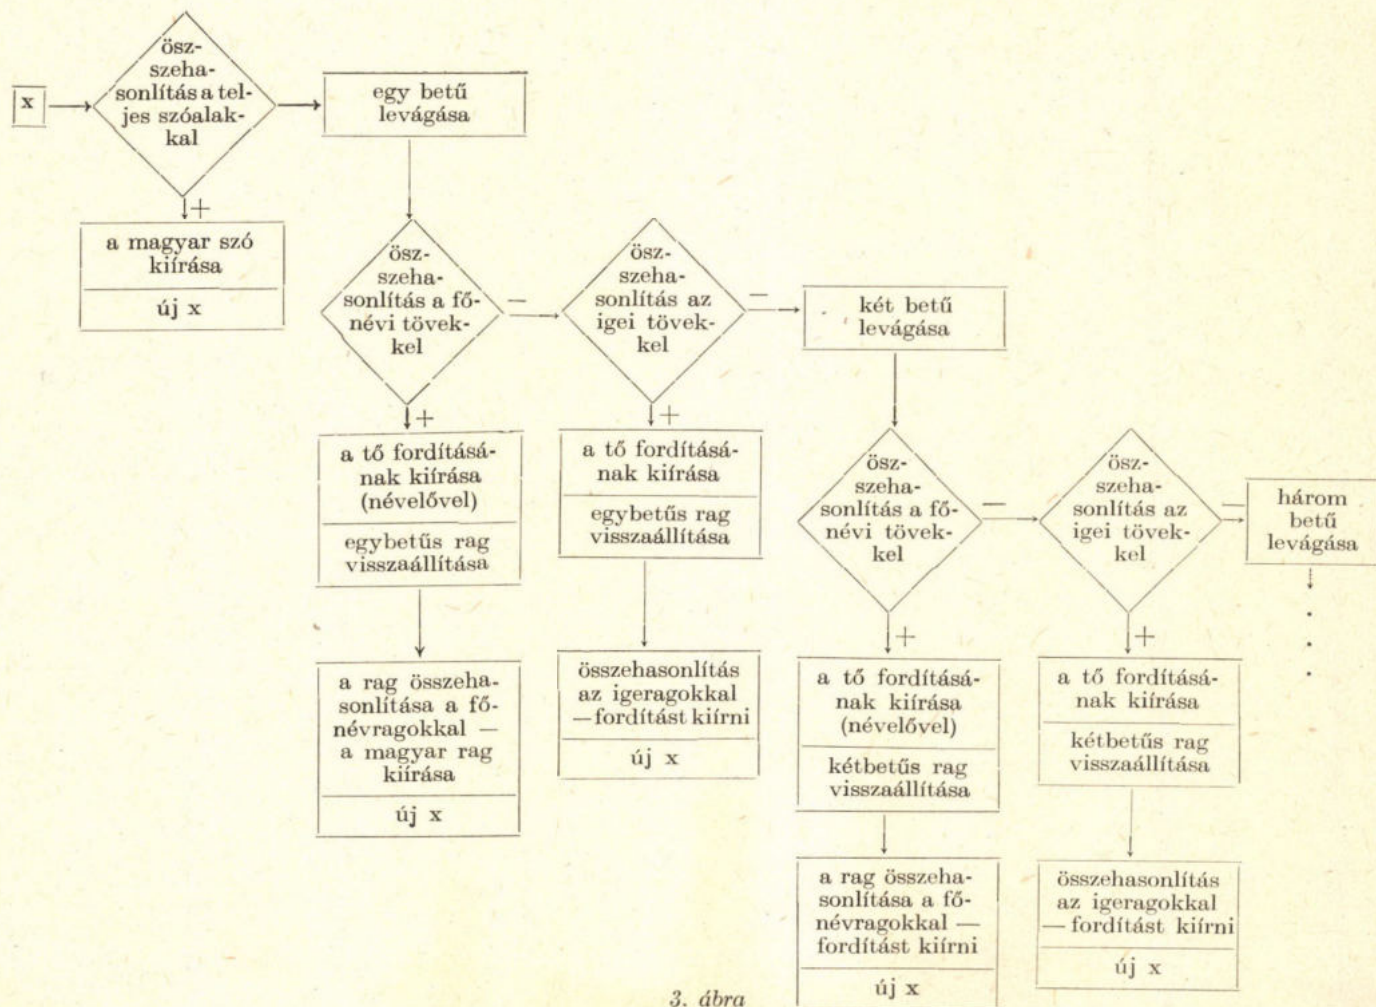 x
ösz-
szeha-
sonlítás a tel-
jes szóalak-
kal
+
a magyar szó
kiírása
új x
egy betű
levágása
ösz-
szeha-
sonlítás a fő-
névi tövek-
kel
—
+
a tő fordításá-
nak kiírása
(névelővel)
egybetűs rag
visszaállítása
a rag összeha-
sonlítása a fő-
névragokkal —
a magyar rag
kiírása
új x
ösz-
szeha-
sonlítás az
igei tövek-
kel
—
+
a tő fordításá-
nak kiírása
egybetűs rag
visszaállítása
összehasonlítás
az igeragokkal
— fordítást kiírni
új x
két betű
levágása
ösz-
szeha-
sonlítás a fő-
névi tövek-
kel
—
+
a tő fordításá-
nak kiírása
(névelővel)
kétbetűs rag
visszaállítása
a rag összeha-
sonlítása a fő-
névragokkal —
fordítást kiírni
új x
ösz-
szeha-
sonlítás az
igei tövek-
kel
—
+
a tő fordításá-
nak kiírása
kétbetűs rag
visszaállítása
összehasonlítás
az igeragokkal
— fordítást kiírni
új x
három
betű
levágása
3. ábra